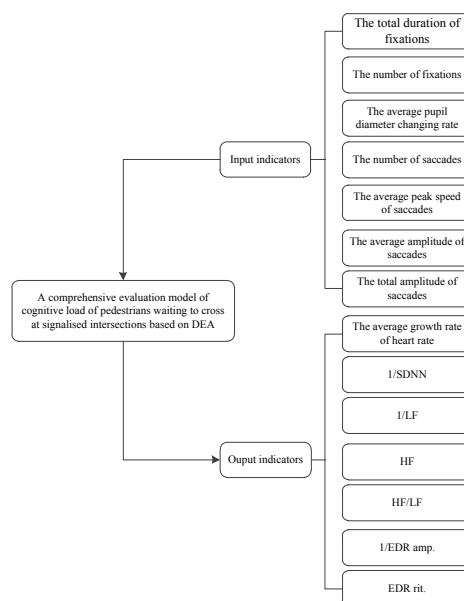 The total duration of
fixations
The number of fixations
The average pupil
diameter changing rate
Input indicators
The number of saccades
The average peak speed
of saccades
The average amplitude of
saccades
The total amplitude of
saccades
A comprehensive evaluation model of
cognitive load of pedestrians waiting to cross
at signalised intersections based on DEA
The average growth rate
of heart rate
1/SDNN
1/LF
Ouput indicators
HF
HF/LF
1/EDR amp.
EDR rit.